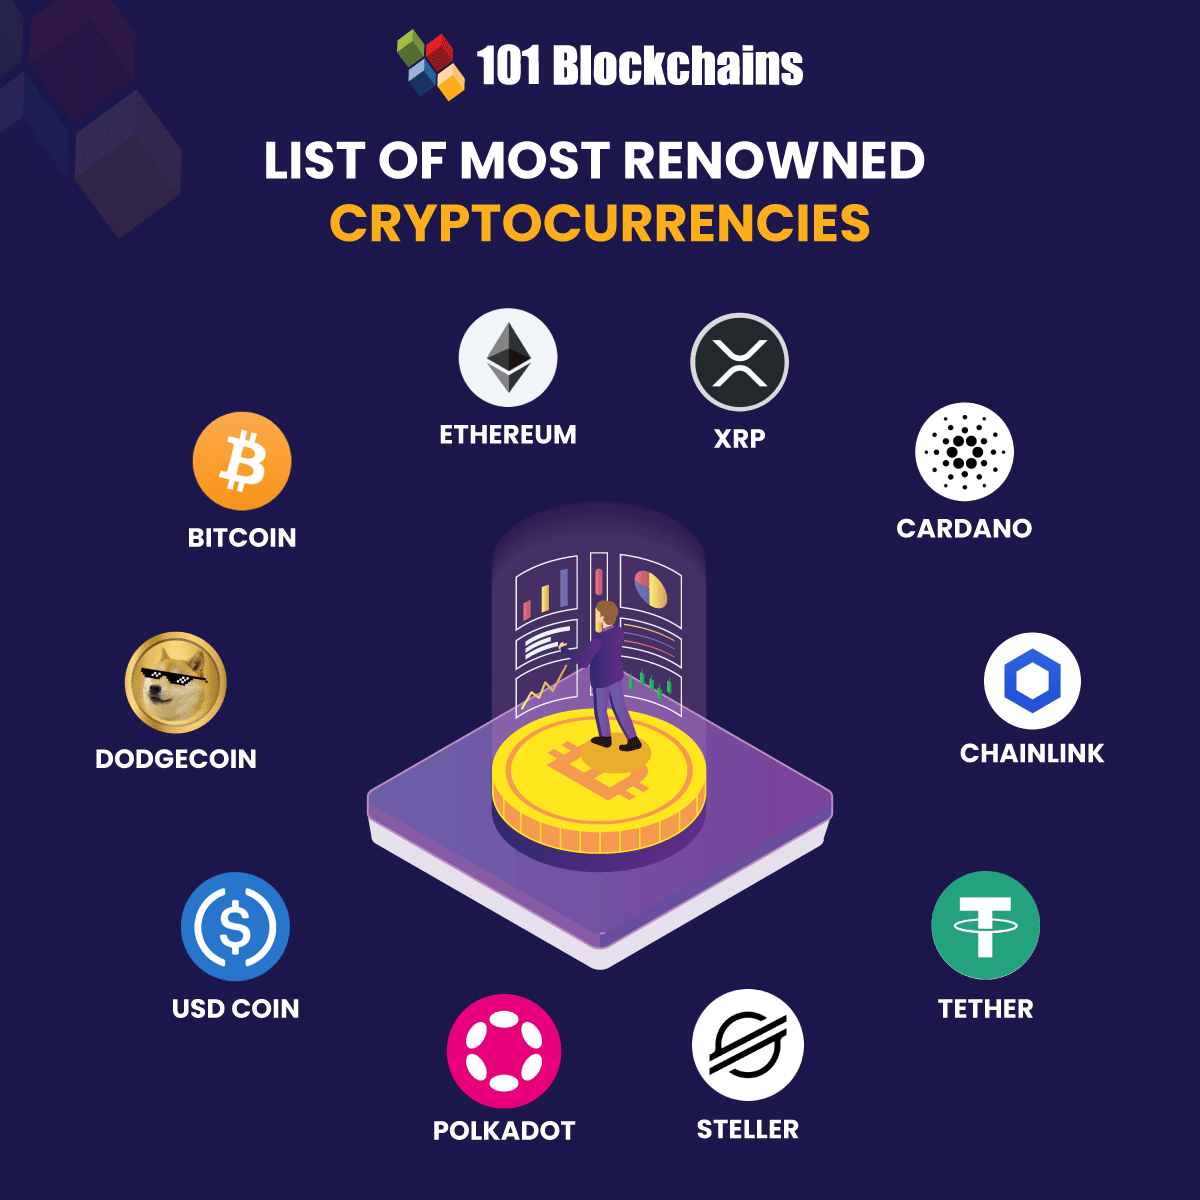 101 Blockchains
LIST OF MOST RENOWNED
CRYPTOCURRENCIES
ETHEREUM
XRP
BITCOIN
CARDANO
DODGECOIN
CHAINLINK
USD COIN
TETHER
POLKADOT
STELLER